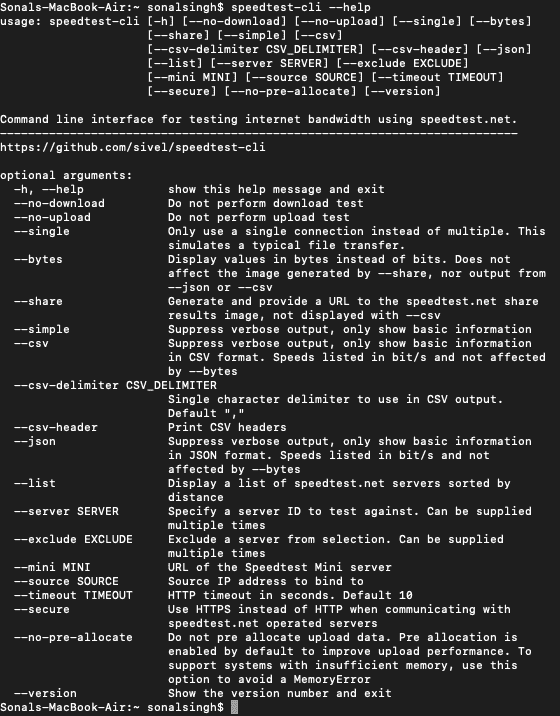 Sonals-MacBook-Air:~ sonalsingh$ speedtest-cli --help
usage: speedtest-cli [-h] [--no-download] [--no-upload] [--single] [--bytes]
[--share] [--simple] [--csv]
[--csv-delimiter CSV_DELIMITER] [--csv-header] [--json]
[--list] [--server SERVER] [--exclude EXCLUDE]
[--mini MINI] [--source SOURCE] [--timeout TIMEOUT]
[--secure] [--no-pre-allocate] [--version]
Command line interface for testing internet bandwidth using speedtest.net.
--------------------------------------------------------------------------
https://github.com/sivel/speedtest-cli
optional arguments:
-h, --help show this help message and exit
--no-download Do not perform download test
--no-upload Do not perform upload test
--single Only use a single connection instead of multiple. This
simulates a typical file transfer.
--bytes Display values in bytes instead of bits. Does not
affect the image generated by --share, nor output from
--json or --csv
--share Generate and provide a URL to the speedtest.net share
results image, not displayed with --csv
--simple Suppress verbose output, only show basic information
--csv Suppress verbose output, only show basic information
in CSV format. Speeds listed in bit/s and not affected
by --bytes
--csv-delimiter CSV_DELIMITER
Single character delimiter to use in CSV output.
Default ","
--csv-header Print CSV headers
--json Suppress verbose output, only show basic information
in JSON format. Speeds listed in bit/s and not
affected by --bytes
--list Display a list of speedtest.net servers sorted by
distance
--server SERVER Specify a server ID to test against. Can be supplied
multiple times
--exclude EXCLUDE Exclude a server from selection. Can be supplied
multiple times
--mini MINI URL of the Speedtest Mini server
--source SOURCE Source IP address to bind to
--timeout TIMEOUT HTTP timeout in seconds. Default 10
--secure Use HTTPS instead of HTTP when communicating with
speedtest.net operated servers
--no-pre-allocate Do not pre allocate upload data. Pre allocation is
enabled by default to improve upload performance. To
support systems with insufficient memory, use this
option to avoid a MemoryError
--version Show the version number and exit
Sonals-MacBook-Air:~ sonalsingh$